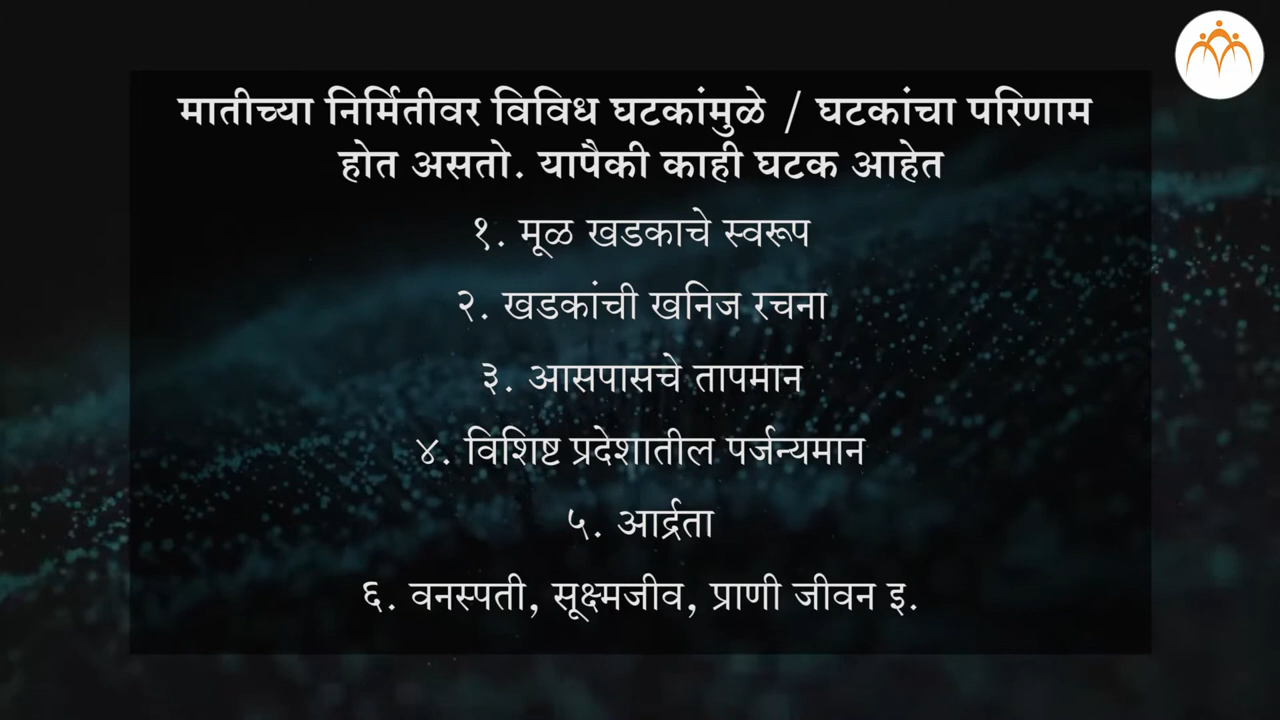 मातीच्या निर्मितीवर विविध घटकांमुळे / घटकांचा परिणाम
होत असतो. यापैकी काही घटक आहेत
१. मूळ खडकाचे स्वरूप
२. खडकांची खनिज रचना
३. आसपासचे तापमान
४. विशिष्ट प्रदेशातील पर्जन्यमान
५. आर्द्रता
६. वनस्पती, सूक्ष्मजीव, प्राणी जीवन इ.